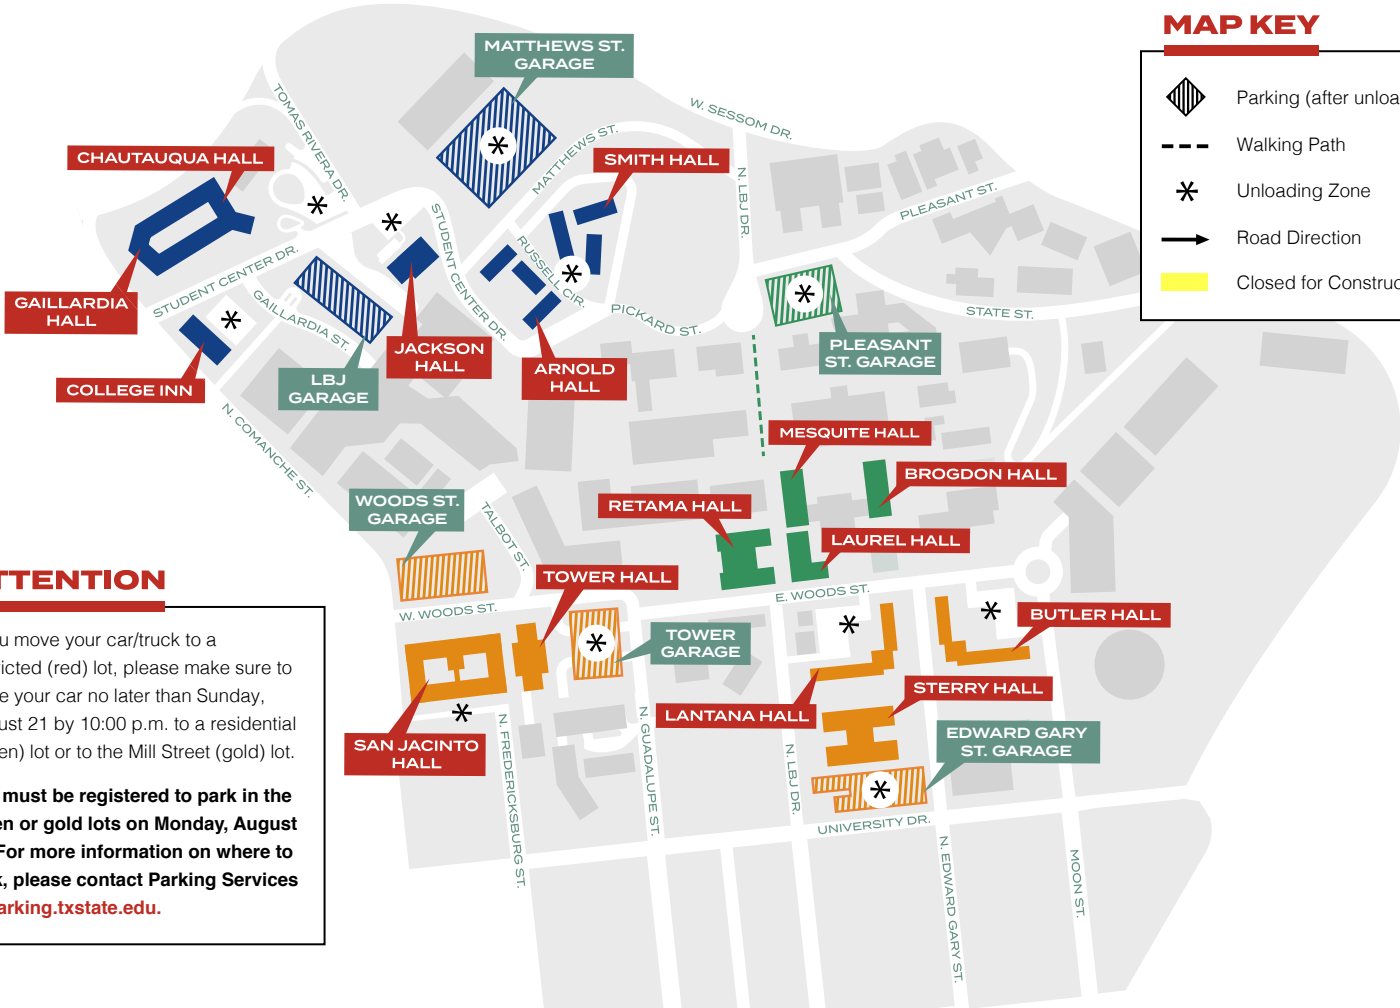 MAP KEY
Parking (after unloa
Walking Path
Unloading Zone
Road Direction
Closed for Construc
MATTHEWS ST.
GARAGE
W. SESSOM DR.
TOMAS RIVERA DR.
MATTHEWS ST.
CHAUTAUQUA HALL
SMITH HALL
N. LBJ DR.
PLEASANT ST.
STUDENT CENTER DR.
STUDENT CENTER DR.
RUSSELL CIR.
GAILLARDIA
HALL
GAILLARDIA ST.
PICKARD ST.
STATE ST.
JACKSON
HALL
ARNOLD
HALL
PLEASANT
ST. GARAGE
COLLEGE INN
LBJ
GARAGE
N. COMANCHE ST.
MESQUITE HALL
BROGDON HALL
WOODS ST.
GARAGE
TALBOT ST.
RETAMA HALL
LAUREL HALL
TOWER HALL
W. WOODS ST.
E. WOODS ST.
BUTLER HALL
TOWER
GARAGE
STERRY HALL
LANTANA HALL
SAN JACINTO
HALL
EDWARD GARY
ST. GARAGE
N. FREDERICKSBURG ST.
N. GUADALUPE ST.
N. LBJ DR.
UNIVERSITY DR.
N. EDWARD GARY ST.
MOON ST.
TTENTION
u move your car/truck to a
icted (red) lot, please make sure to
e your car no later than Sunday,
ust 21 by 10:00 p.m. to a residential
en) lot or to the Mill Street (gold) lot.
must be registered to park in the
en or gold lots on Monday, August
For more information on where to
k, please contact Parking Services
arking.txstate.edu.